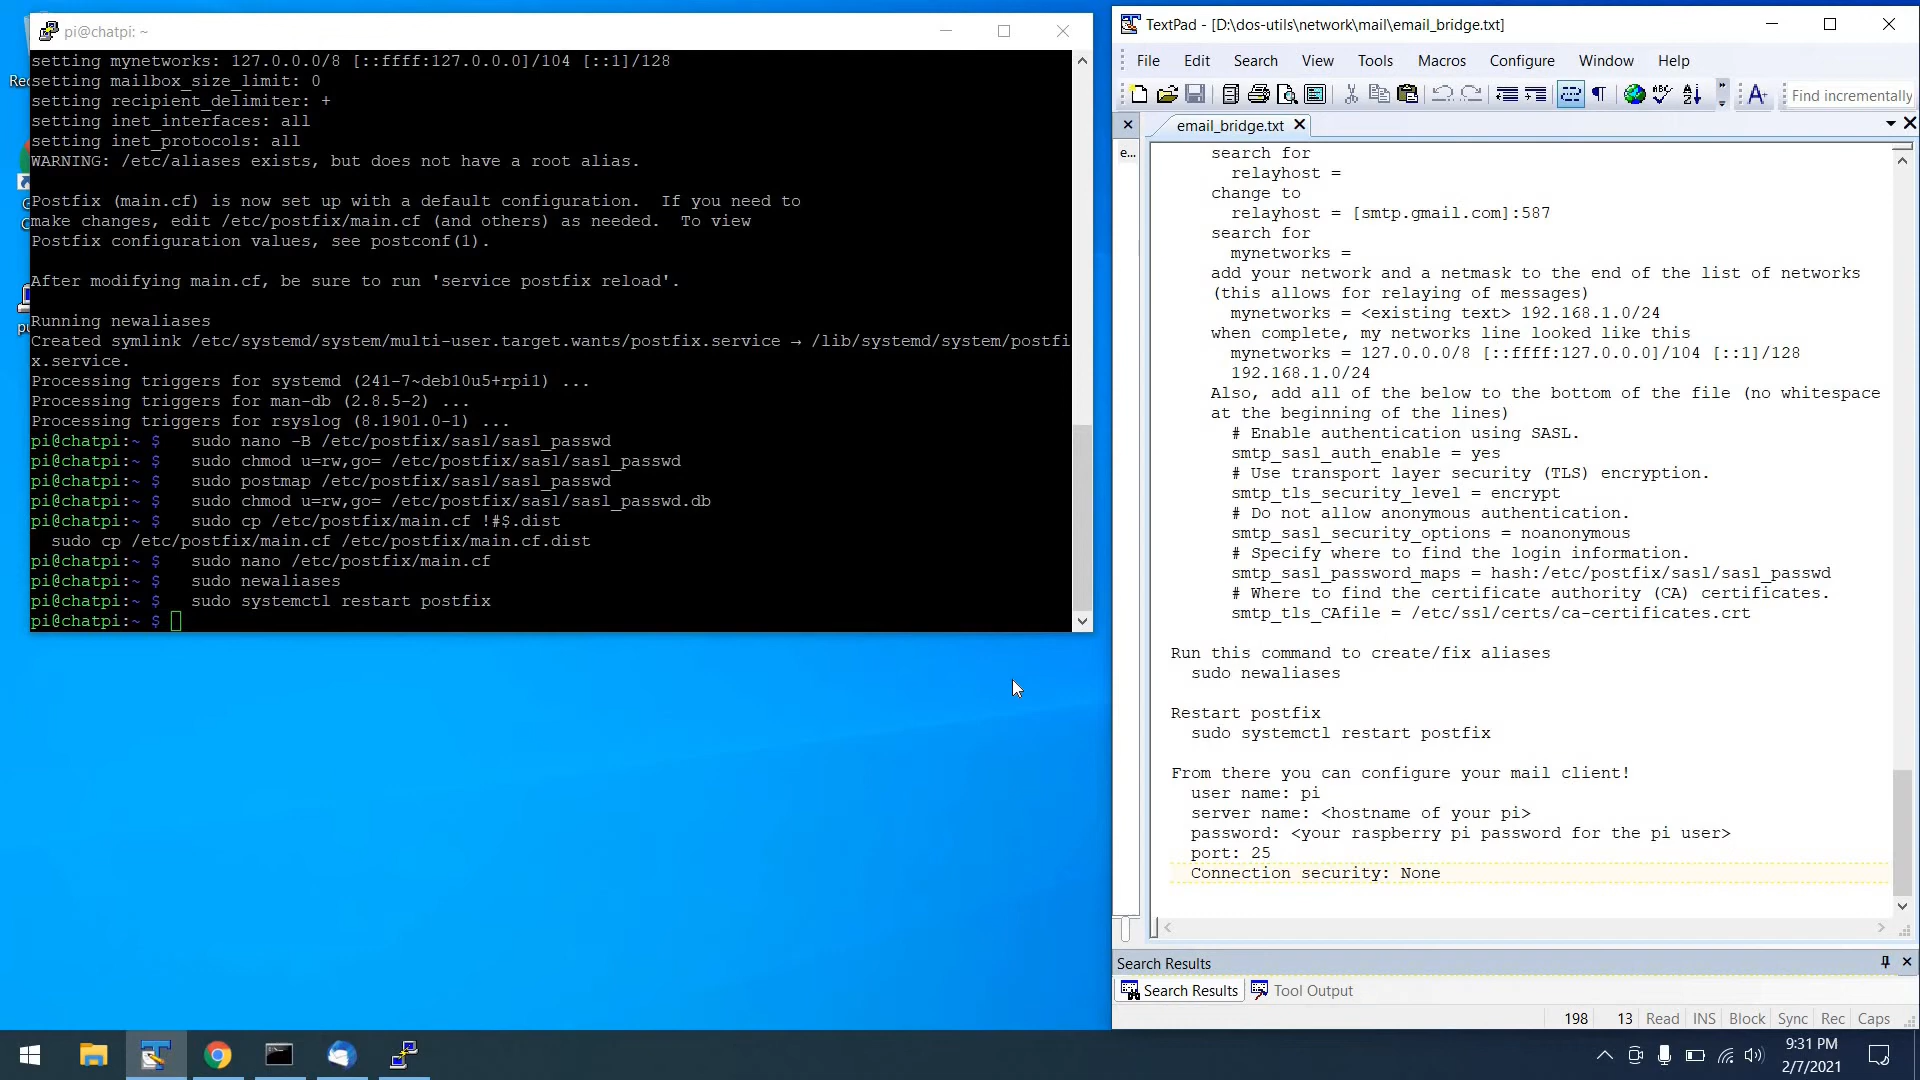 pi@chatpi: ~
setting mynetworks: 127.0.0.0/8 [::ffff:127.0.0.0]/104 [::1]/128
setting mailbox_size_limit: 0
setting recipient_delimiter: +
setting inet_interfaces: all
setting inet_protocols: all
WARNING: /etc/aliases exists, but does not have a root alias.
Postfix (main.cf) is now set up with a default configuration.  If you need to
make changes, edit /etc/postfix/main.cf (and others) as needed.  To view
Postfix configuration values, see postconf(1).
After modifying main.cf, be sure to run 'service postfix reload'.
Running newaliases
Created symlink /etc/systemd/system/multi-user.target.wants/postfix.service → /lib/systemd/system/postfi
x.service.
Processing triggers for systemd (241-7~deb10u5+rpi1) ...
Processing triggers for man-db (2.8.5-2) ...
Processing triggers for rsyslog (8.1901.0-1) ...
pi@chatpi:~ $   sudo nano -B /etc/postfix/sasl/sasl_passwd
pi@chatpi:~ $   sudo chmod u=rw,go= /etc/postfix/sasl/sasl_passwd
pi@chatpi:~ $   sudo postmap /etc/postfix/sasl/sasl_passwd
pi@chatpi:~ $   sudo chmod u=rw,go= /etc/postfix/sasl/sasl_passwd.db
pi@chatpi:~ $   sudo cp /etc/postfix/main.cf !#$.dist
  sudo cp /etc/postfix/main.cf /etc/postfix/main.cf.dist
pi@chatpi:~ $   sudo nano /etc/postfix/main.cf
pi@chatpi:~ $   sudo newaliases
pi@chatpi:~ $   sudo systemctl restart postfix
pi@chatpi:~ $
TextPad - [D:\dos-utils\network\mail\email_bridge.txt]
File Edit Search View Tools Macros Configure Window Help
Find incrementally
email_bridge.txt
e...
search for
relayhost =
change to
relayhost = [smtp.gmail.com]:587
search for
mynetworks =
add your network and a netmask to the end of the list of networks
(this allows for relaying of messages)
mynetworks = <existing text> 192.168.1.0/24
when complete, my networks line looked like this
mynetworks = 127.0.0.0/8 [::ffff:127.0.0.0]/104 [::1]/128
192.168.1.0/24
Also, add all of the below to the bottom of the file (no whitespace
at the beginning of the lines)
# Enable authentication using SASL.
smtp_sasl_auth_enable = yes
# Use transport layer security (TLS) encryption.
smtp_tls_security_level = encrypt
# Do not allow anonymous authentication.
smtp_sasl_security_options = noanonymous
# Specify where to find the login information.
smtp_sasl_password_maps = hash:/etc/postfix/sasl/sasl_passwd
# Where to find the certificate authority (CA) certificates.
smtp_tls_CAfile = /etc/ssl/certs/ca-certificates.crt
Run this command to create/fix aliases
sudo newaliases
Restart postfix
sudo systemctl restart postfix
From there you can configure your mail client!
user name: pi
server name: <hostname of your pi>
password: <your raspberry pi password for the pi user>
port: 25
Connection security: None
Search Results
Search Results Tool Output
198 13 Read INS Block Sync Rec Caps
9:31 PM
2/7/2021